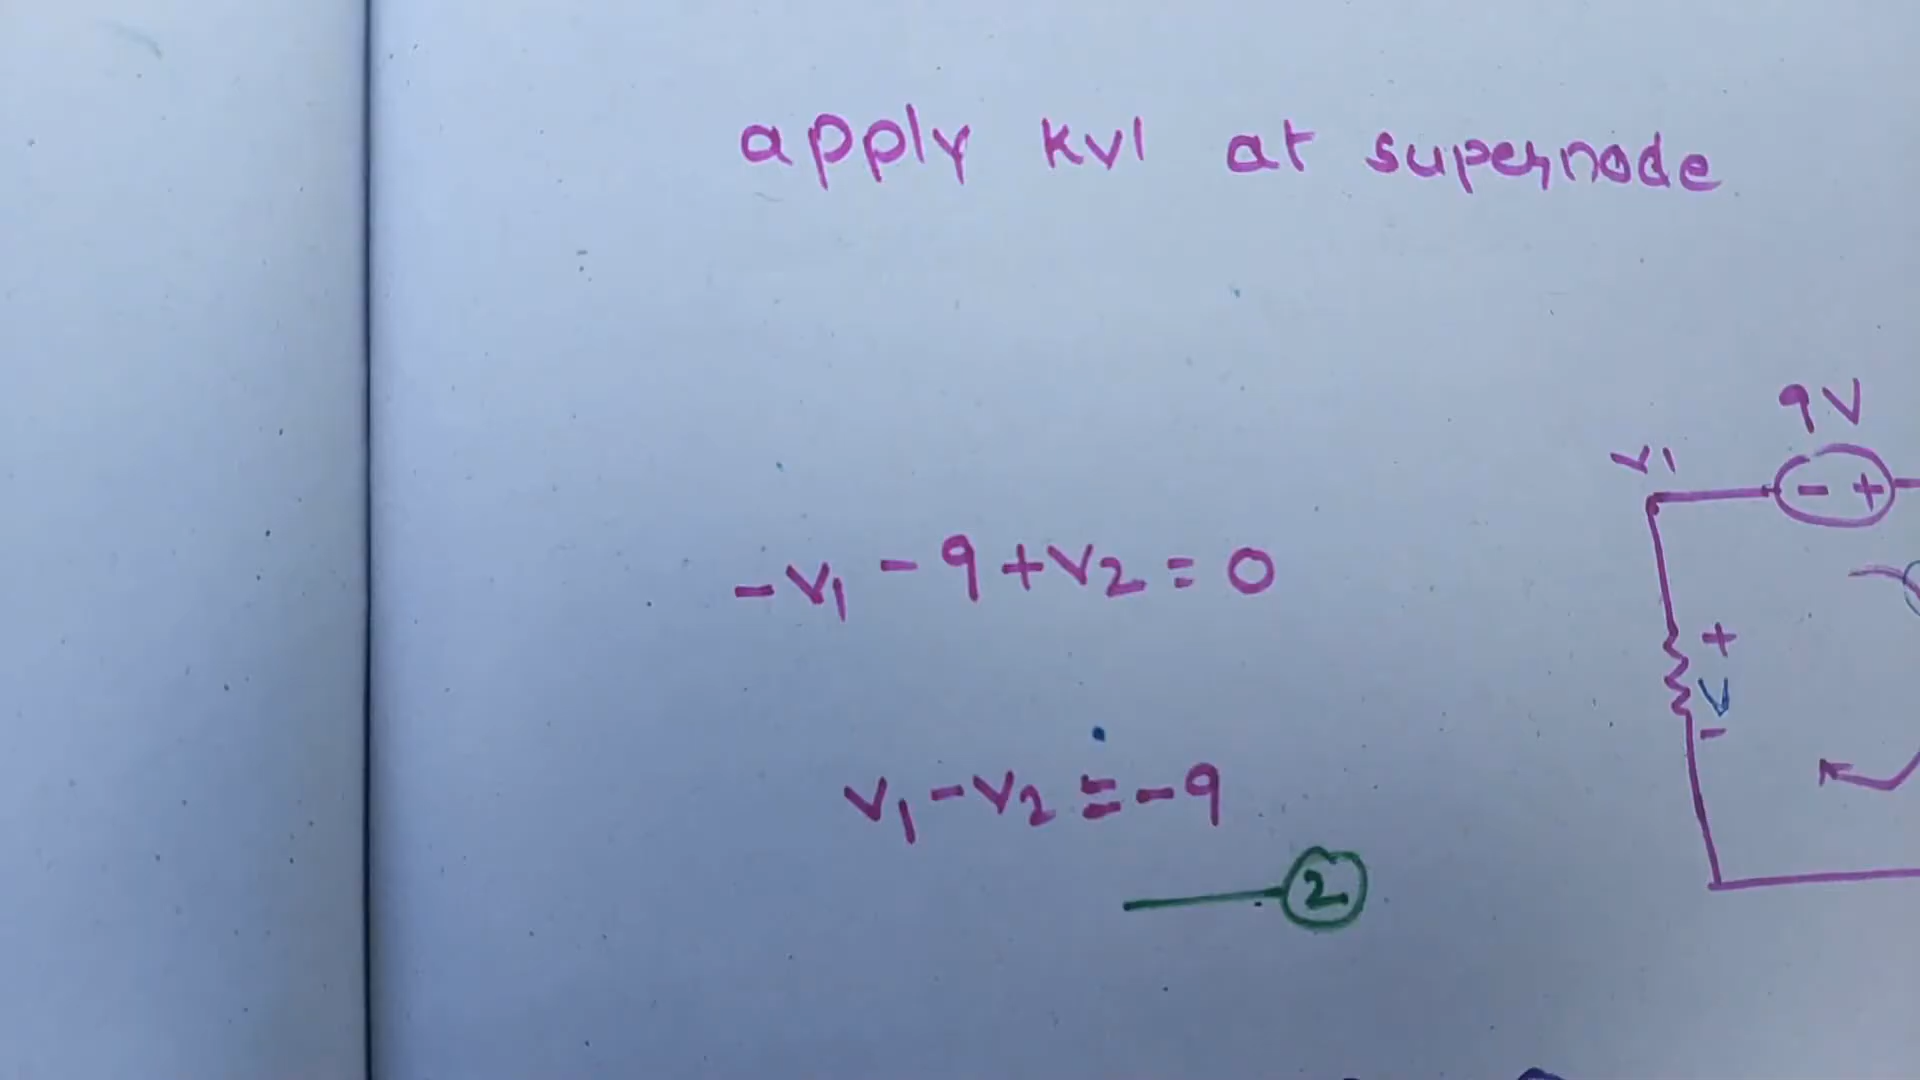 apply kvl at supernode
-v1 - 9 + v2 = 0
v1 - v2 = -9
2
9V
v1
- +
+
V
-